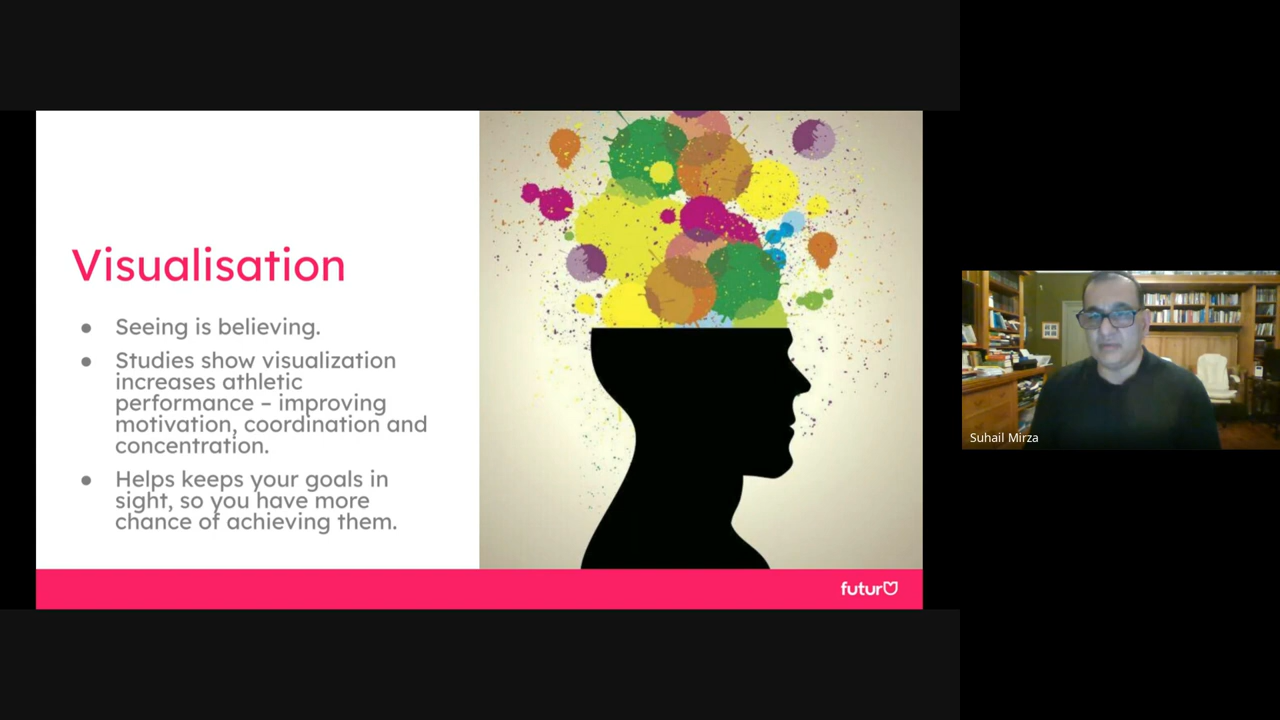 Visualisation
● Seeing is believing.
● Studies show visualization
increases athletic
performance – improving
motivation, coordination and
concentration.
● Helps keeps your goals in
sight, so you have more
chance of achieving them.
futur
Suhail Mirza